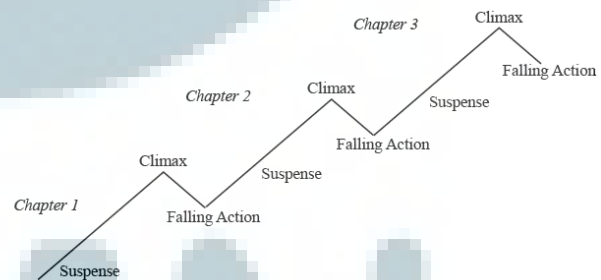 Chapter 3
Climax
Falling Action
Suspense
Chapter 2
Climax
Falling Action
Suspense
Chapter 1
Climax
Falling Action
Suspense